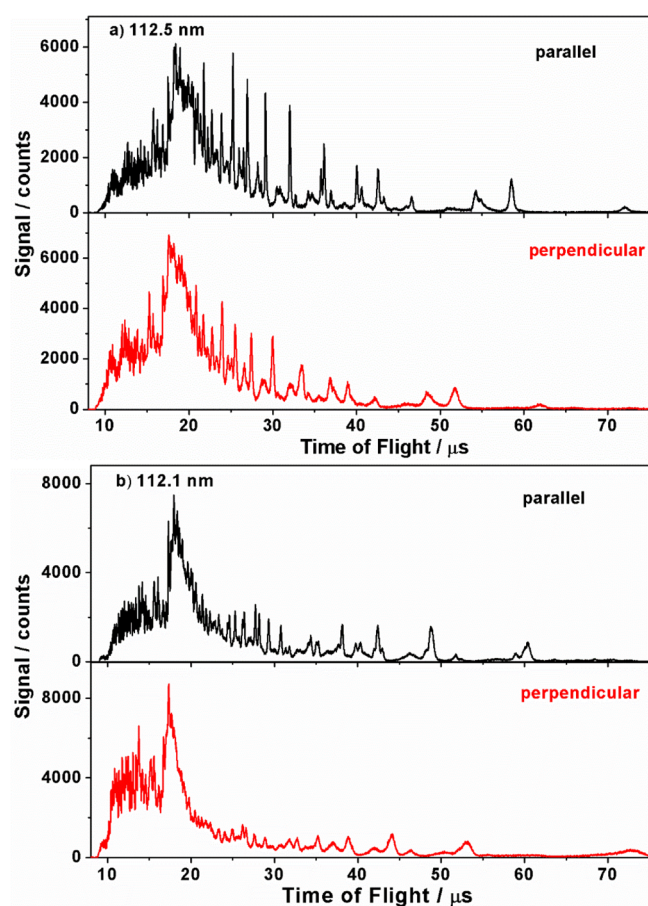 a) 112.5 nm
parallel
6000
4000
2000
0
perpendicular
6000
4000
2000
0
Signal / counts
10 20 30 40 50 60 70
Time of Flight / μs
b) 112.1 nm
parallel
8000
4000
0
perpendicular
8000
4000
0
Signal / counts
10 20 30 40 50 60 70
Time of Flight / μs